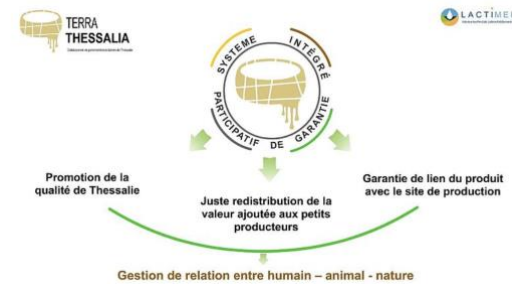 TERRA
THESSALIA
LACTIMED
SYSTEME INTÉGRÉ
PARTICIPATIF DE GARANTIE
Promotion de la
qualité de Thessalie
Juste redistribution de la
valeur ajoutée aux petits
producteurs
Garantie de lien du produit
avec le site de production
Gestion de relation entre humain – animal - nature